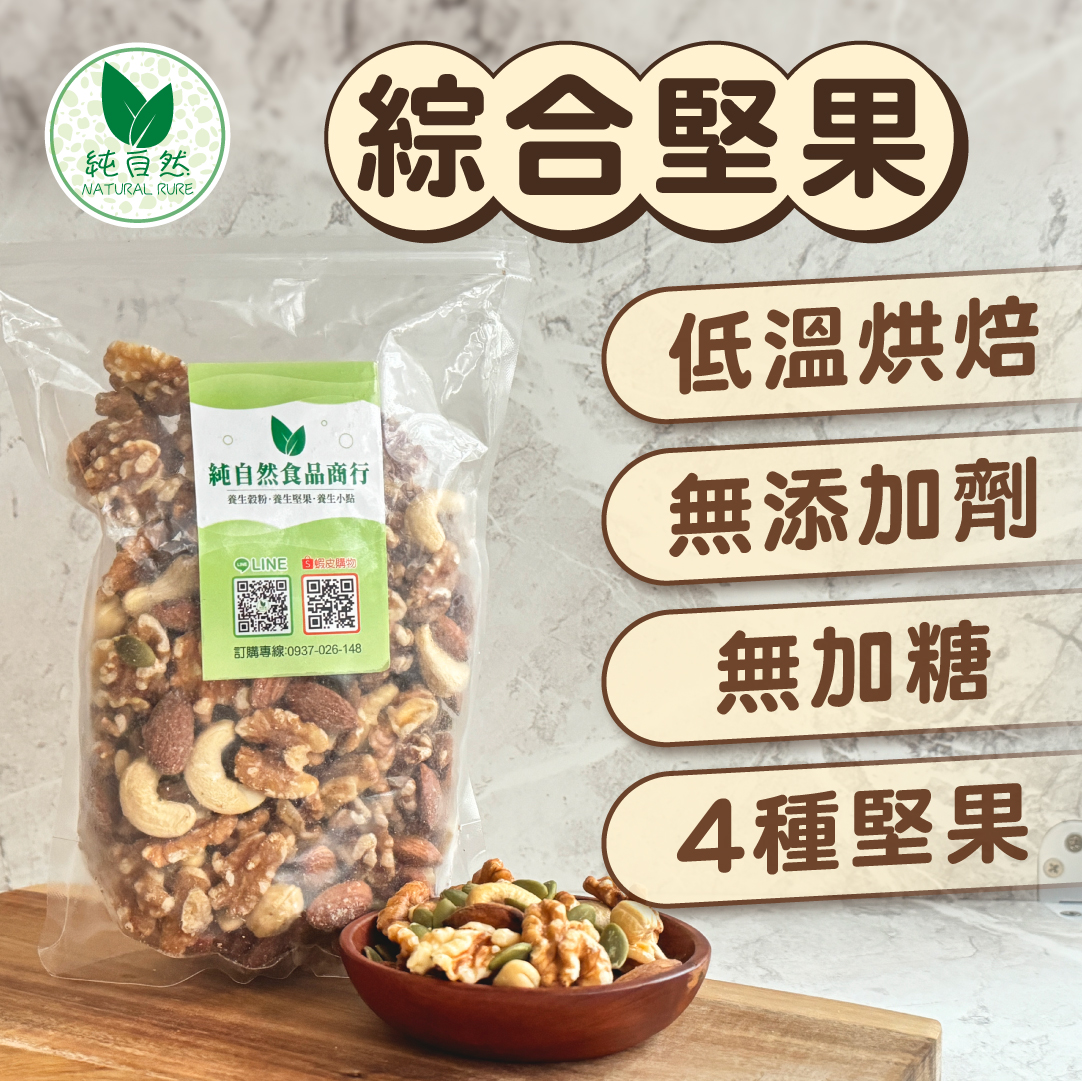 純自然
NATURAL RURE
綜合堅果
低溫烘焙
無添加劑
無加糖
4種堅果
純自然食品商行
養生穀粉·養生堅果·養生小點
LINE
蝦皮購物
訂購專線:0937-026-148